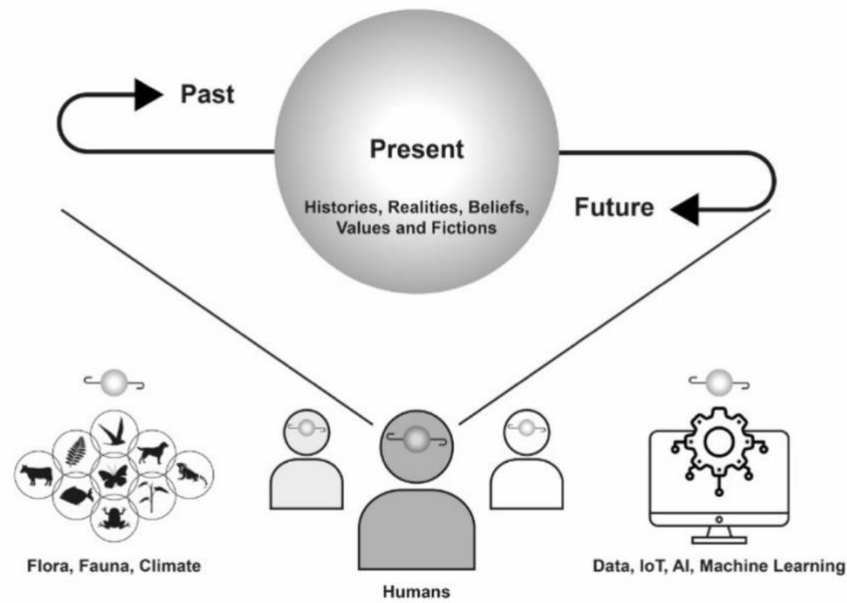 Past
Present
Histories, Realities, Beliefs,
Values and Fictions
Future
Flora, Fauna, Climate
Humans
Data, IoT, AI, Machine Learning